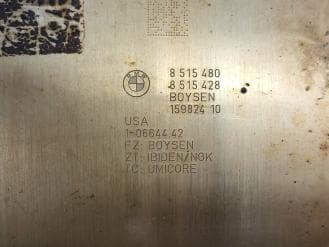 8 515 480
8 515 428
BOYSEN
159824 10
USA
1-06644 42
FZ: BOYSEN
ZT: IBIDEN/NGK
TC: UMICORE